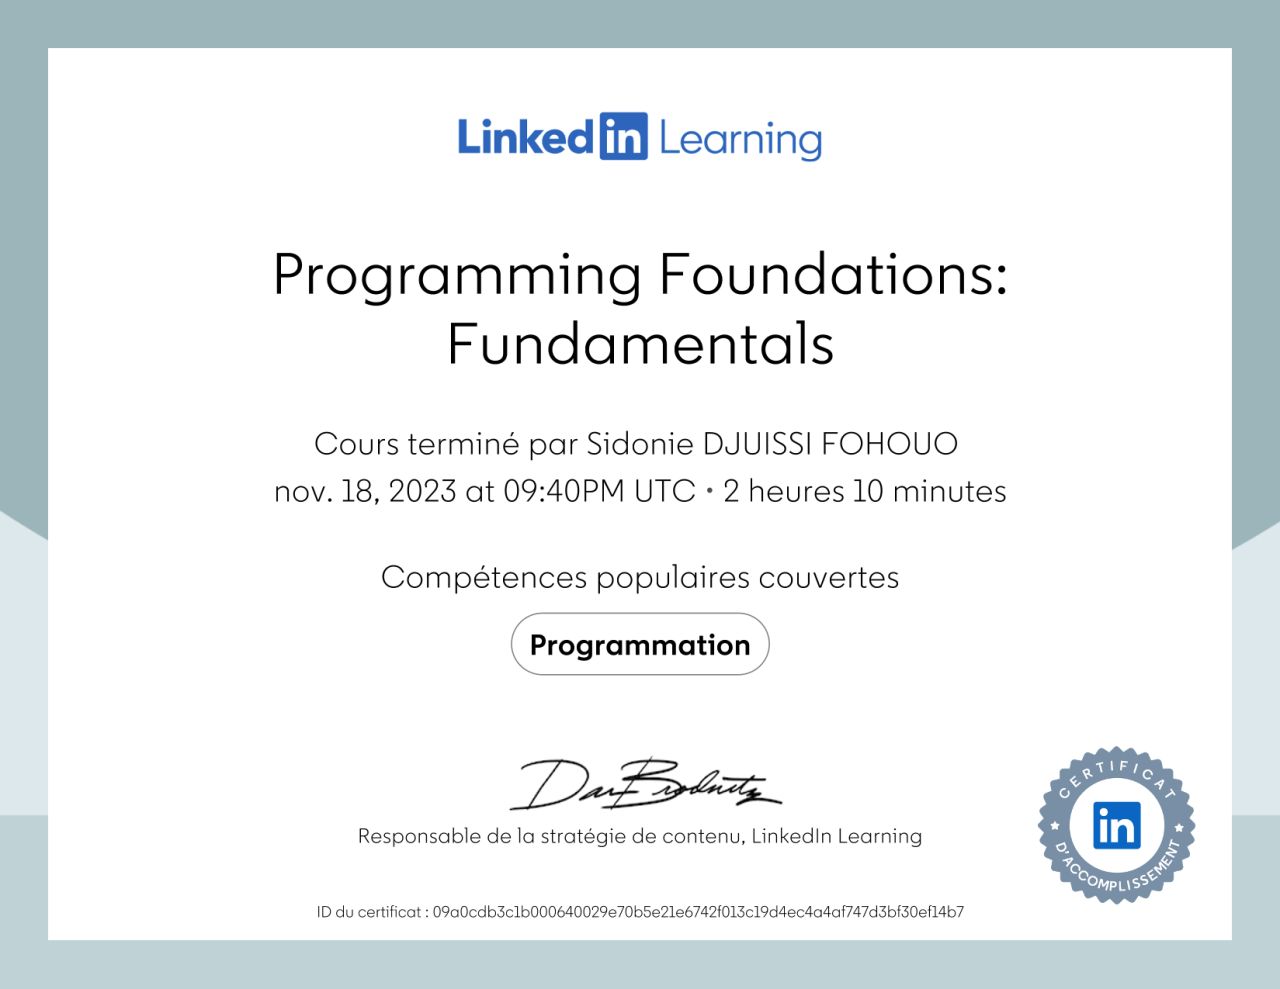 Linked in Learning
Programming Foundations:
Fundamentals
Cours terminé par Sidonie DJUISSI FOHOUO
nov. 18, 2023 at 09:40PM UTC • 2 heures 10 minutes
Compétences populaires couvertes
Programmation
Dan Brodnitz
Responsable de la stratégie de contenu, LinkedIn Learning
CERTIFICAT
in
D'ACCOMPLISSEMENT
ID du certificat : 09a0cdb3c1b000640029e70b5e21e6742f013c19d4ec4a4af747d3bf30ef14b7